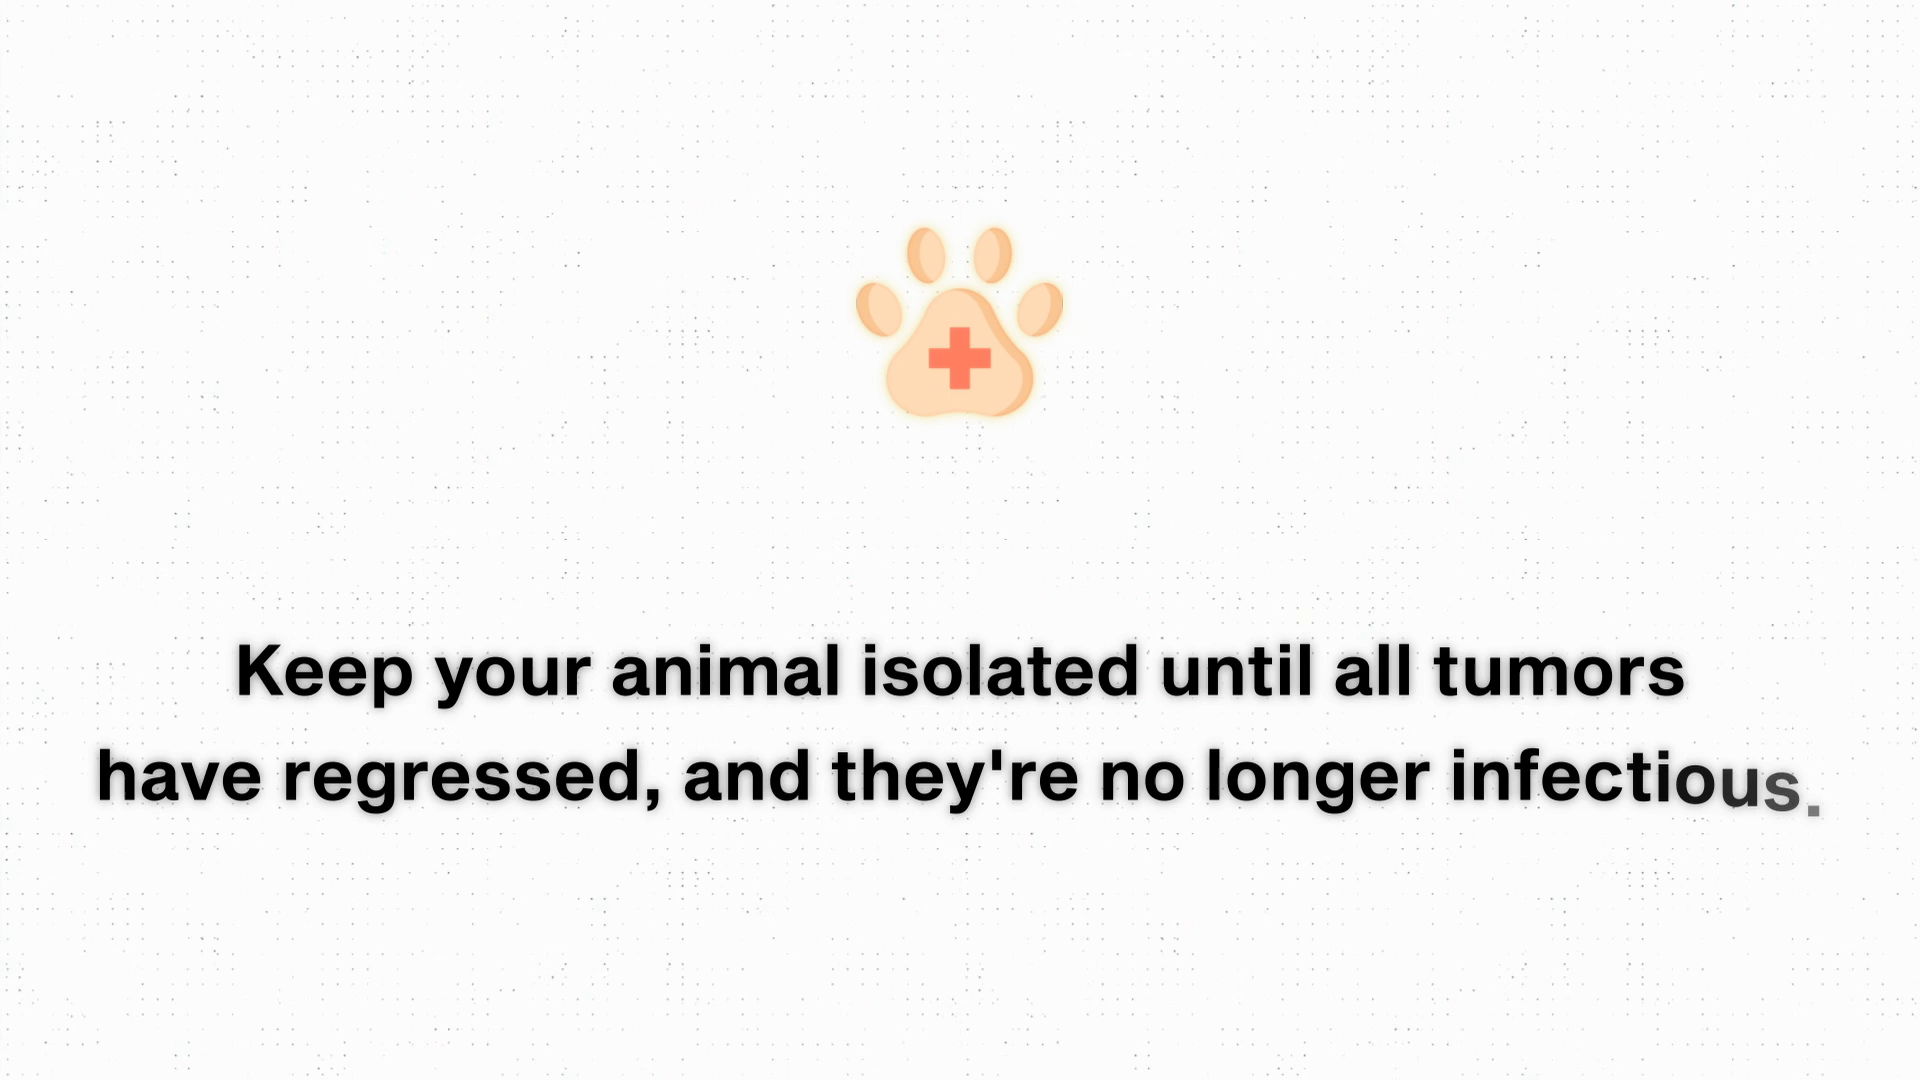 Keep your animal isolated until all tumors
have regressed, and they're no longer infectious.